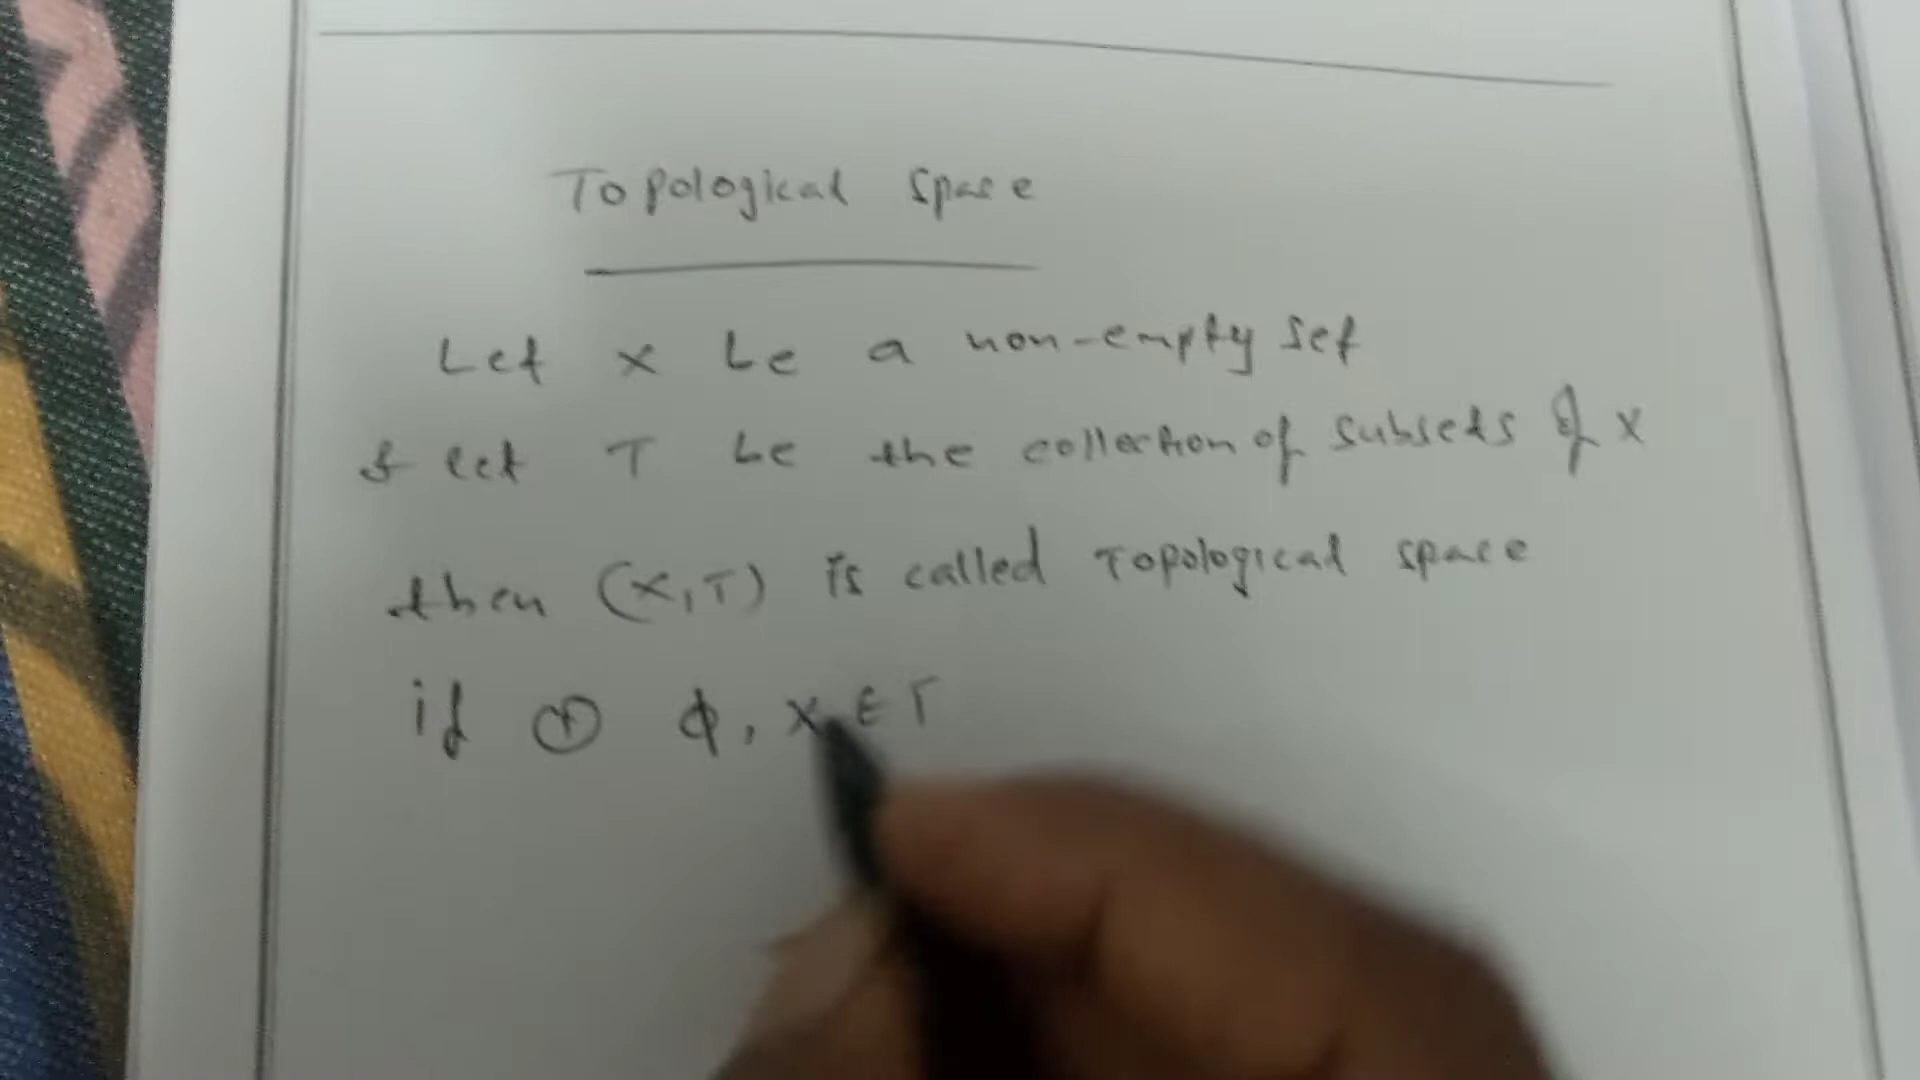 Topological space
Let X be a non-empty set
& let T be the collection of subsets of X
then (X,T) is called Topological space
if ① ϕ, X ∈ T